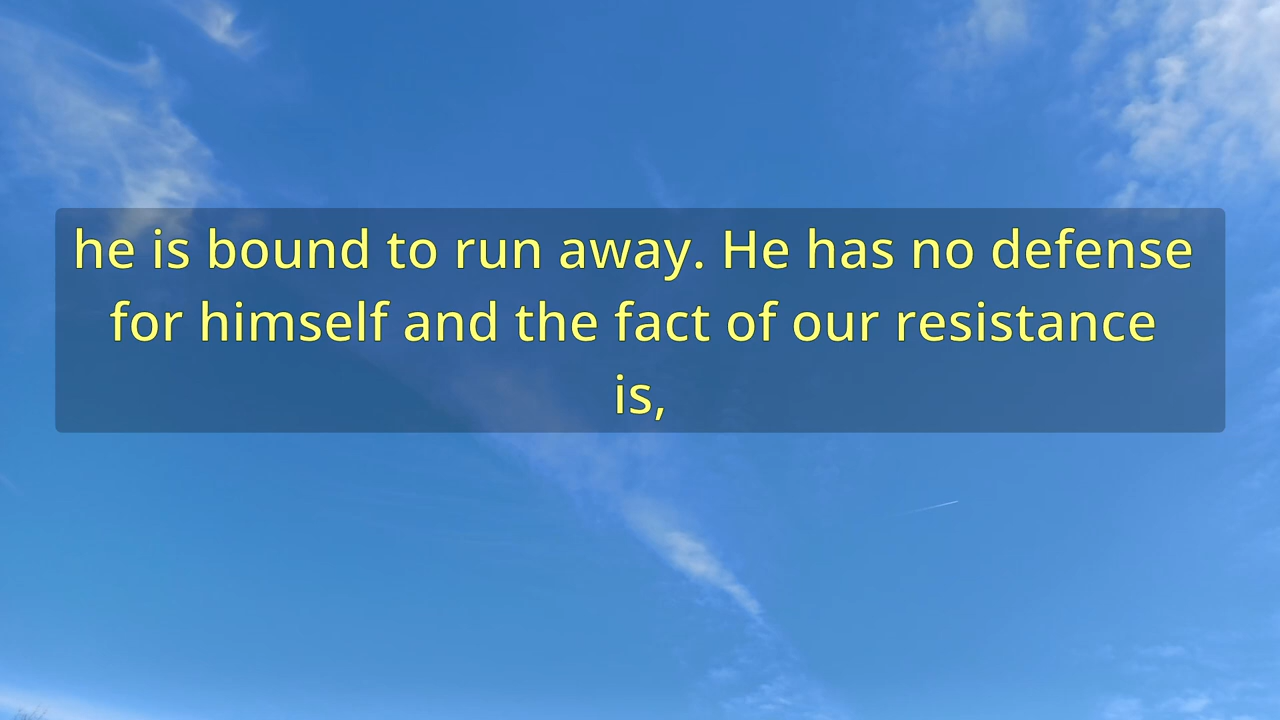 he is bound to run away. He has no defense
for himself and the fact of our resistance
is,